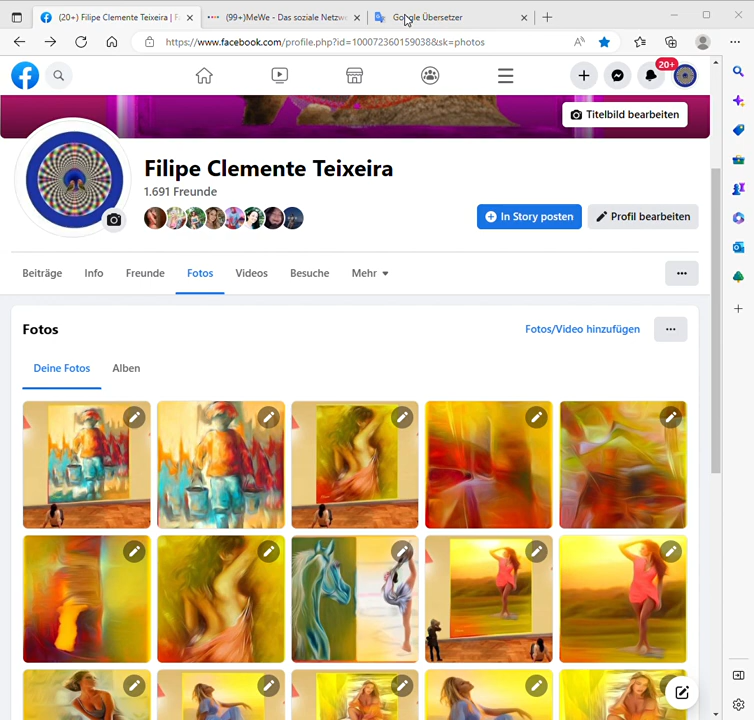 (20+) Filipe Clemente Teixeira | F
(99+)MeWe - Das soziale Netzwe
Google Übersetzer
https://www.facebook.com/profile.php?id=100072360159038&sk=photos
20+
Titelbild bearbeiten
Filipe Clemente Teixeira
1.691 Freunde
In Story posten
Profil bearbeiten
Beiträge Info Freunde Fotos Videos Besuche Mehr
Fotos
Fotos/Video hinzufügen
Deine Fotos Alben